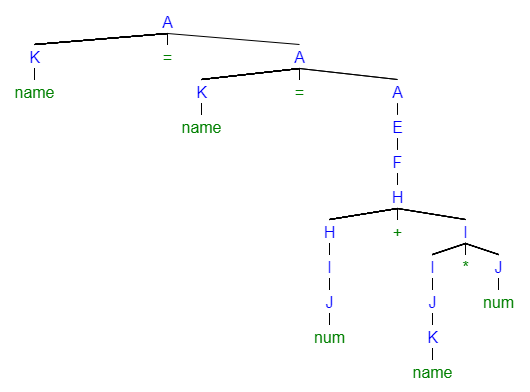 A
K = A
name K = A
name E
F
H
H + I
I I * J
J J num
num K
name